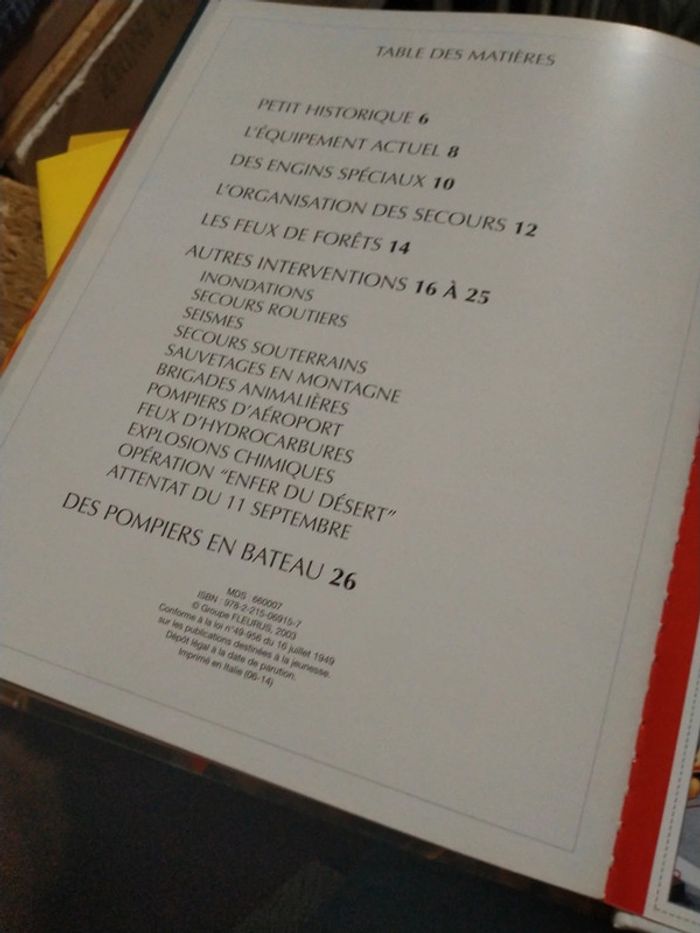 TABLE DES MATIÈRES
PETIT HISTORIQUE 6
L'ÉQUIPEMENT ACTUEL 8
DES ENGINS SPÉCIAUX 10
L'ORGANISATION DES SECOURS 12
LES FEUX DE FORÊTS 14
AUTRES INTERVENTIONS 16 À 25
INONDATIONS
SECOURS ROUTIERS
SEISMES
SECOURS SOUTERRAINS
SAUVETAGES EN MONTAGNE
BRIGADES ANIMALIÈRES
POMPIERS D'AÉROPORT
FEUX D'HYDROCARBURES
EXPLOSIONS CHIMIQUES
OPÉRATION "ENFER DU DÉSERT"
ATTENTAT DU 11 SEPTEMBRE
DES POMPIERS EN BATEAU 26
MDS : 660007
ISBN : 978-2-215-06915-7
© Groupe FLEURUS, 2003
Conforme à la loi n°49-956 du 16 juillet 1949
sur les publications destinées à la jeunesse.
Dépôt légal à la date de parution.
Imprimé en Italie (06-14)